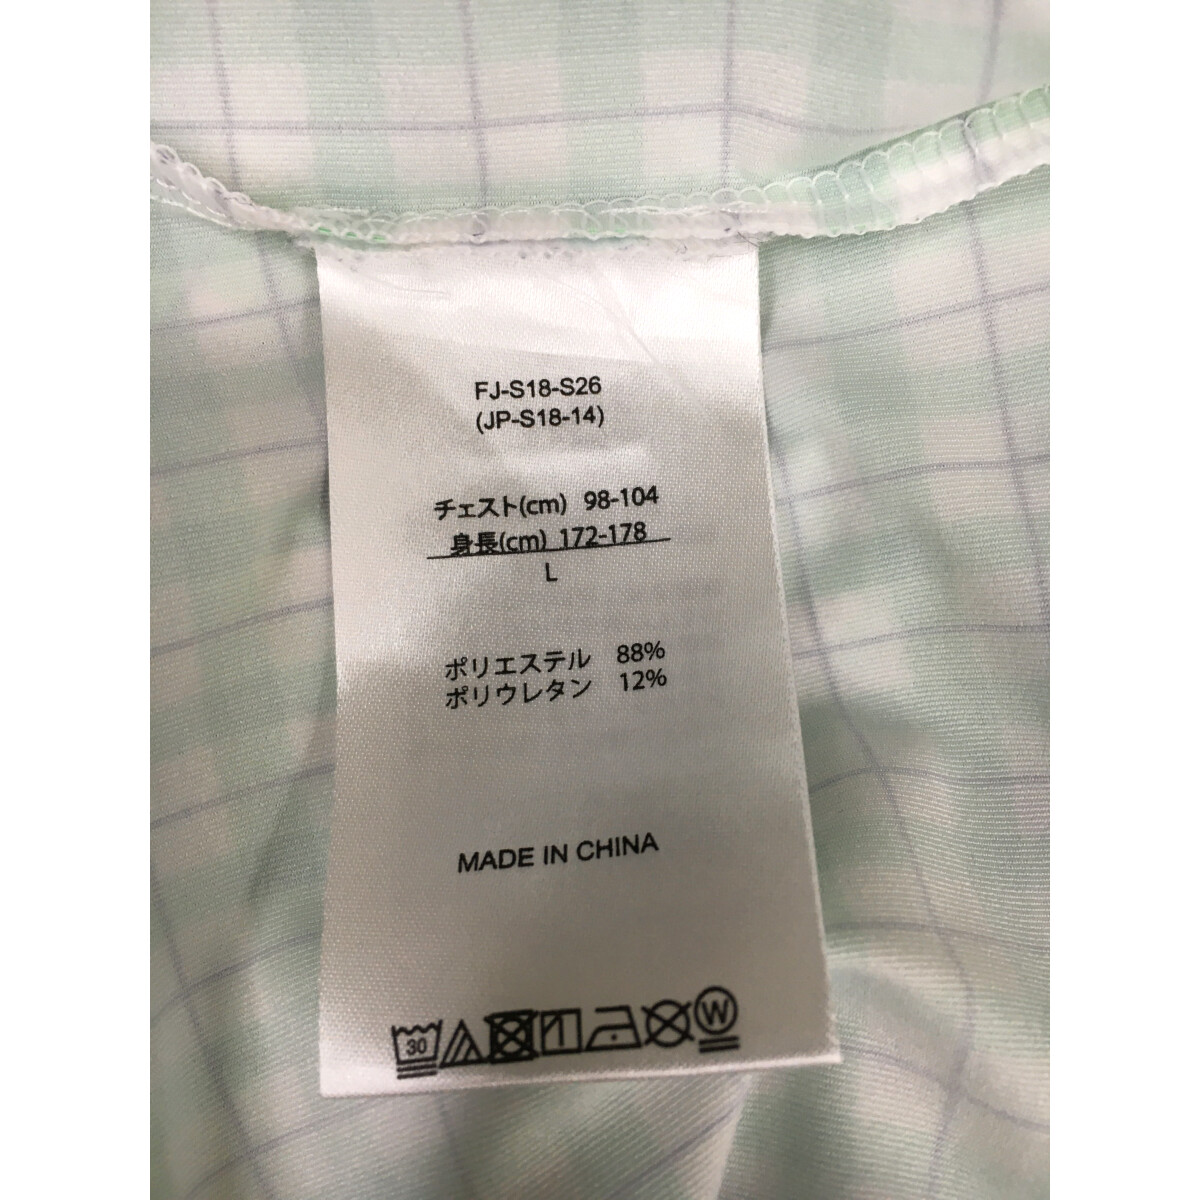 FJ-S18-S26
(JP-S18-14)
チェスト(cm) 98-104
身長(cm) 172-178
L
ポリエステル 88%
ポリウレタン 12%
MADE IN CHINA
30 W